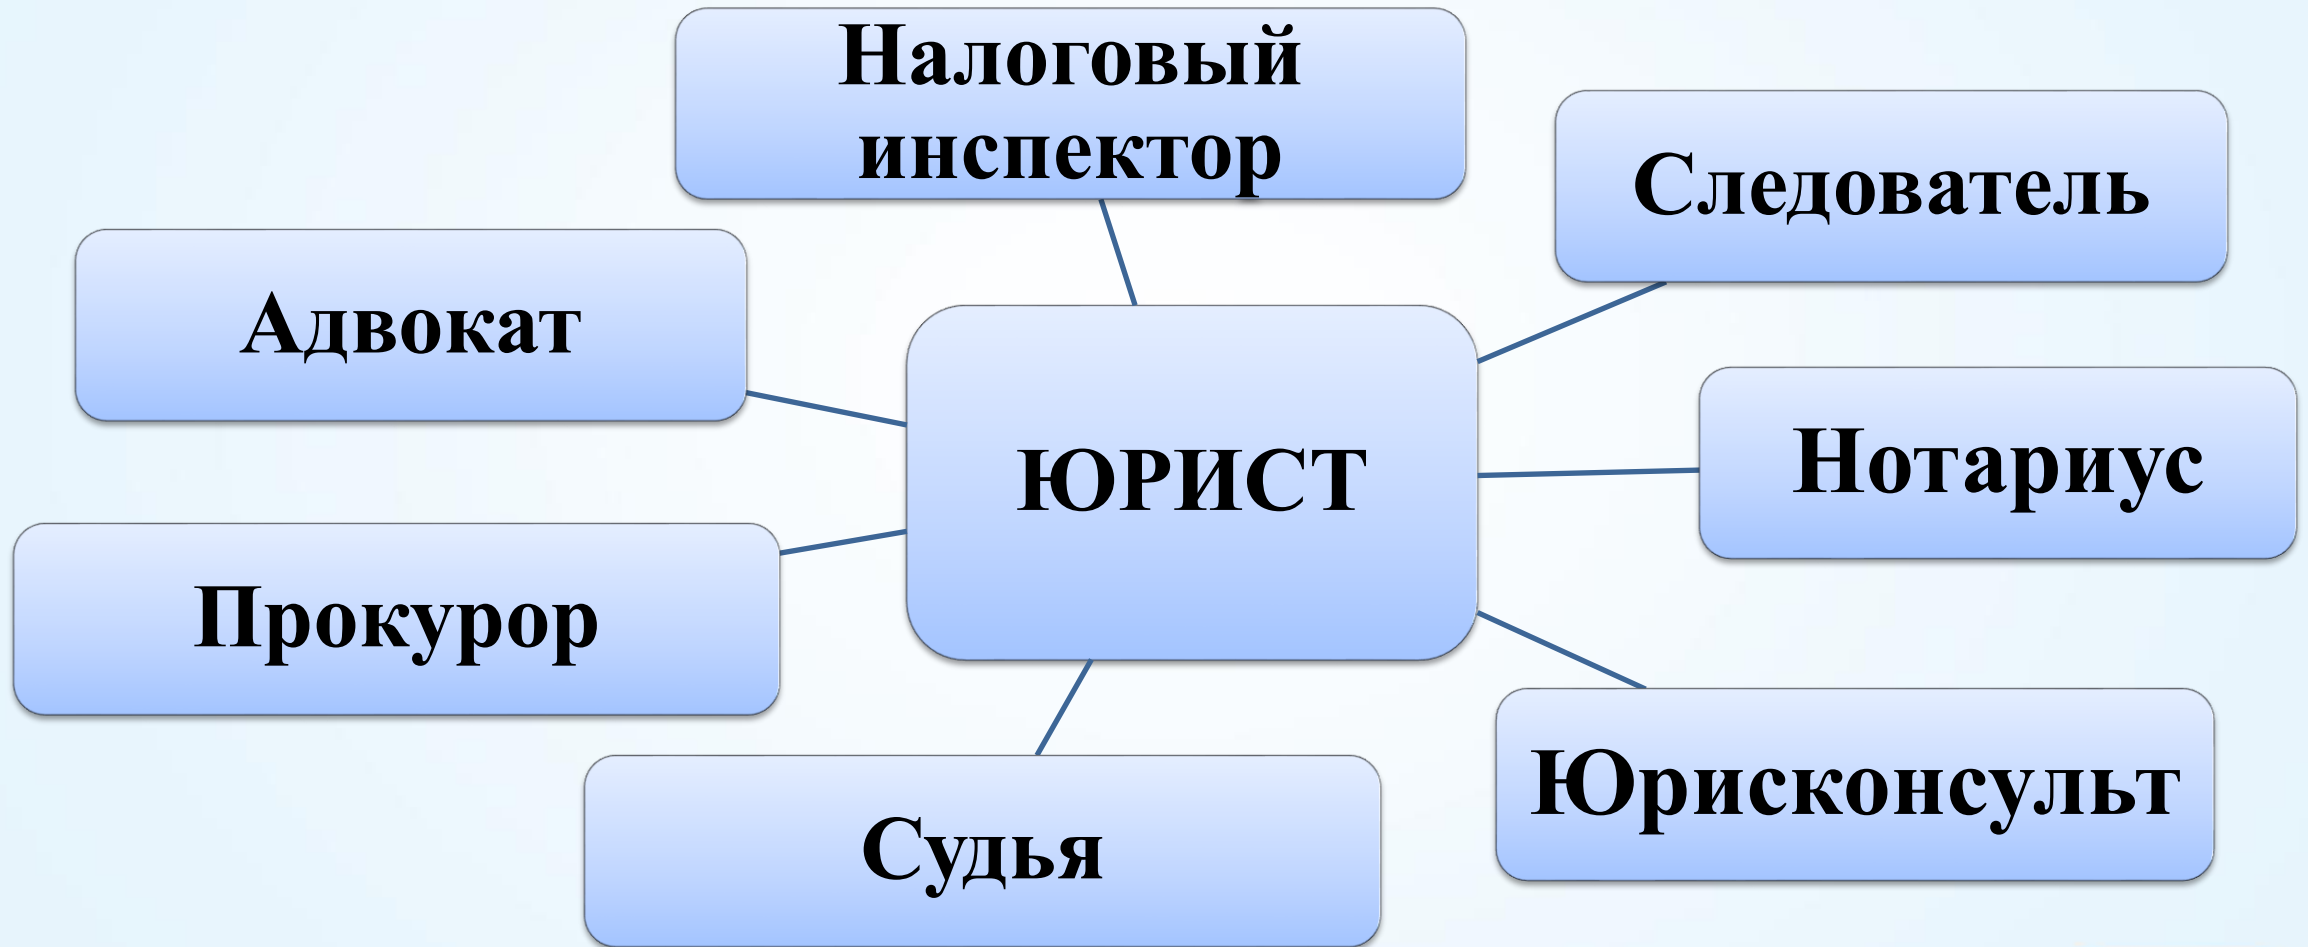 Налоговый
инспектор
Следователь
Адвокат
Нотариус
ЮРИСТ
Прокурор
Юрисконсульт
Судья